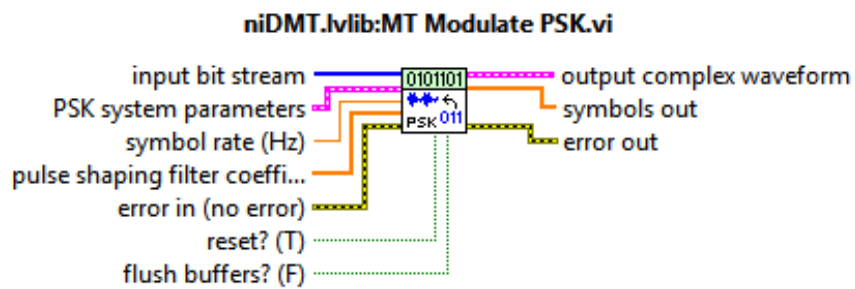 niDMT.lvlib:MT Modulate PSK.vi
input bit stream
PSK system parameters
symbol rate (Hz)
pulse shaping filter coeffi...
error in (no error)
reset? (T)
flush buffers? (F)
0101101
PSK 011
output complex waveform
symbols out
error out